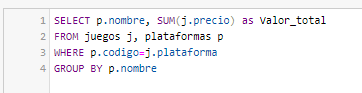 1 SELECT p.nombre, SUM(j.precio) as Valor_total
2 FROM juegos j, plataformas p
3 WHERE p.codigo=j.plataforma
4 GROUP BY p.nombre